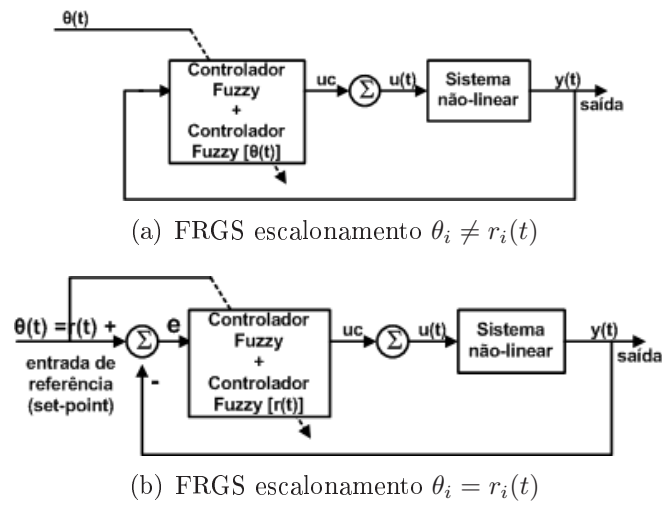 θ(t)
Controlador
Fuzzy
+
Controlador
Fuzzy [θ(t)]
uc
Σ
u(t)
Sistema
não-linear
y(t)
saída
(a) FRGS escalonamento θ_i ≠ r_i(t)
θ(t) =r(t) +
entrada de
referência
(set-point)
Σ
-
e
Controlador
Fuzzy
+
Controlador
Fuzzy [r(t)]
uc
Σ
u(t)
Sistema
não-linear
y(t)
saída
(b) FRGS escalonamento θ_i = r_i(t)